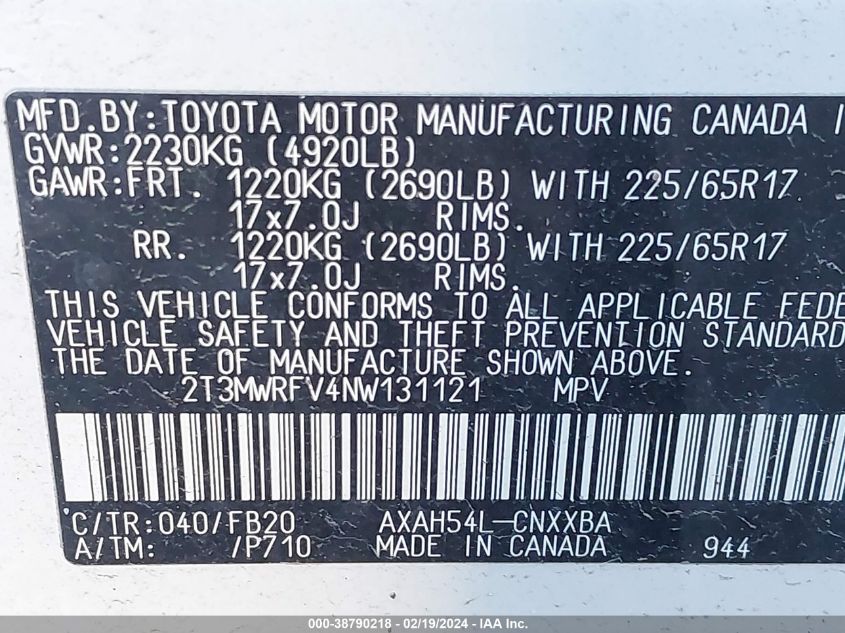 MFD.BY:TOYOTA MOTOR MANUFACTURING CANADA
GVWR:2230KG (4920LB)
GAWR:FRT. 1220KG (2690LB) WITH 225/65R17
17x7.0J RIMS.
RR. 1220KG (2690LB) WITH 225/65R17
17x7.0J RIMS.
THIS VEHICLE CONFORMS TO ALL APPLICABLE FEDE
VEHICLE SAFETY AND THEFT PREVENTION STANDARD
THE DATE OF MANUFACTURE SHOWN ABOVE.
2T3MWRFV4NW131121 MPV
C/TR:040/FB20 AXAH54L-CNXXBA
A/TM: /P710 MADE IN CANADA 944
000-38790218 - 02/19/2024 - IAA Inc.